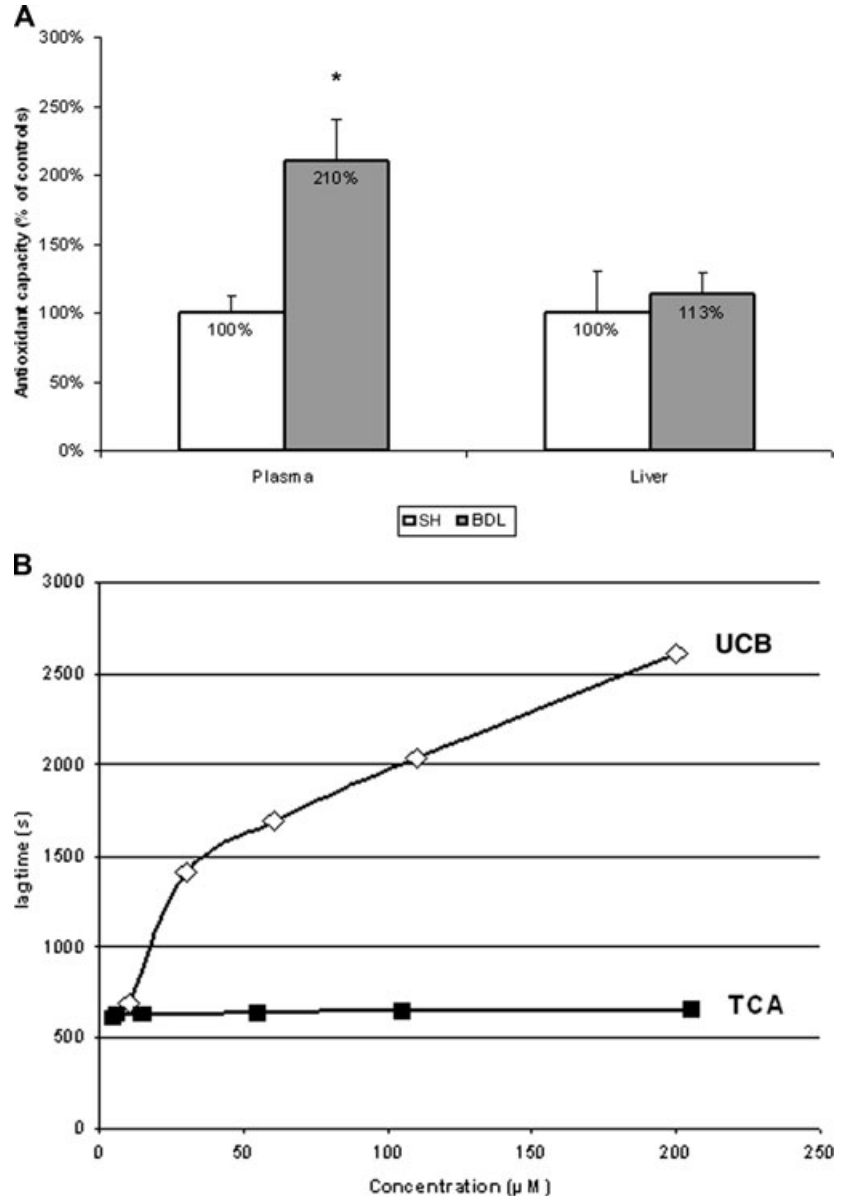 A
Antioxidant capacity (% of controls)
300%
250%
200%
150%
100%
50%
0%
*
100%
210%
100%
113%
Plasma
Liver
SH BDL
B
lagtime (s)
3000
2500
2000
1500
1000
500
0
UCB
TCA
0 50 100 150 200 250
Concentration (µM)